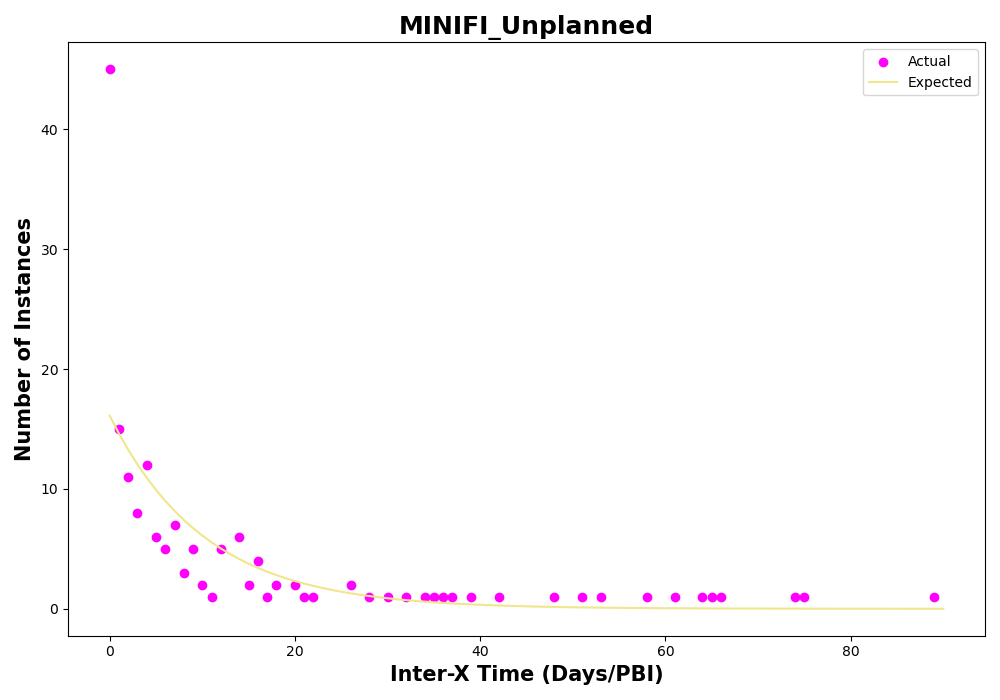 MINIFI_Unplanned
Actual
Expected
Number of Instances
40
30
20
10
0
0
20
40
60
80
Inter-X Time (Days/PBI)